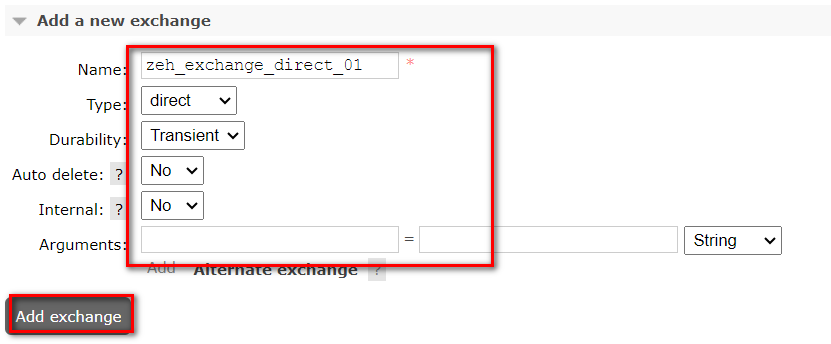 Add a new exchange
Name: zeh_exchange_direct_01 *
Type: direct
Durability: Transient
Auto delete: ? No
Internal: ? No
Arguments: = String
Add Alternate exchange ?
Add exchange